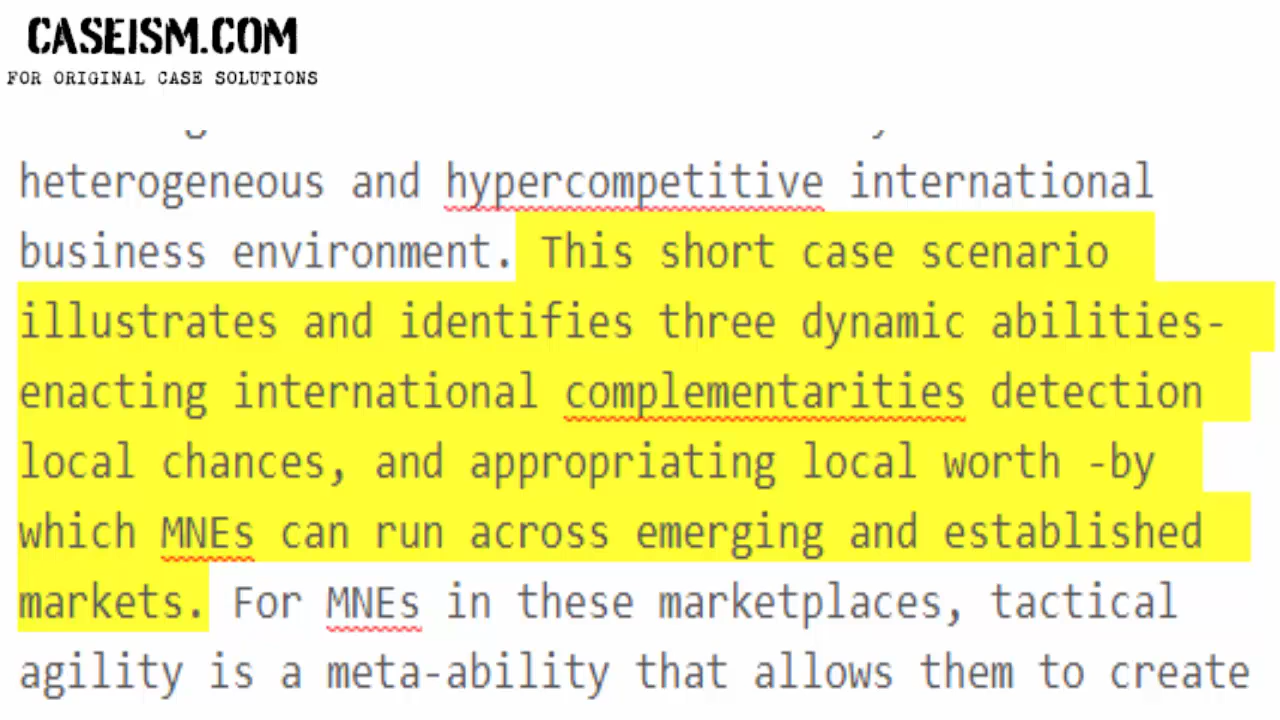 CASEISM.COM
FOR ORIGINAL CASE SOLUTIONS
heterogeneous and hypercompetitive international
business environment. This short case scenario
illustrates and identifies three dynamic abilities-
enacting international complementarities detection
local chances, and appropriating local worth -by
which MNEs can run across emerging and established
markets. For MNEs in these marketplaces, tactical
agility is a meta-ability that allows them to create